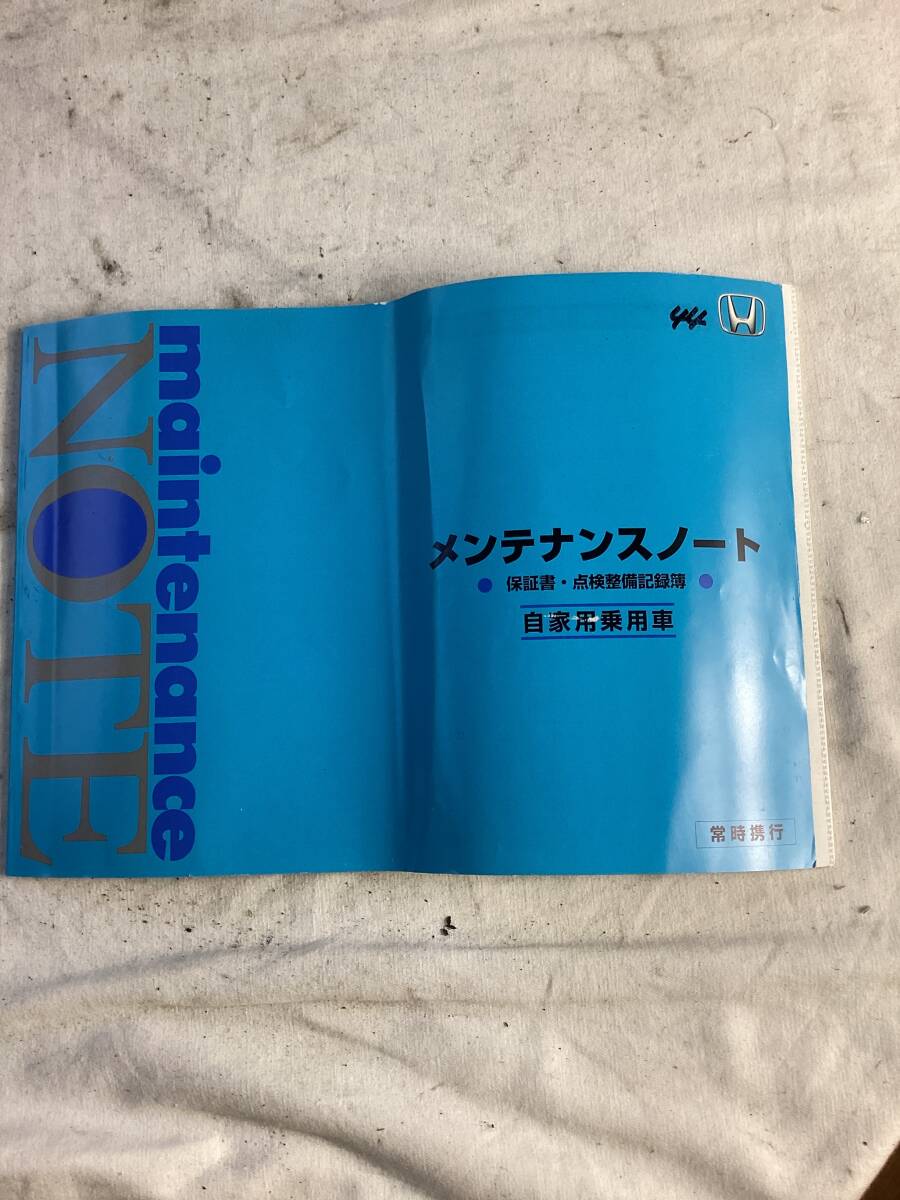 メンテナンスノート
保証書・点検整備記録簿
自家用乗用車
常時携行
maintenance
NOTE